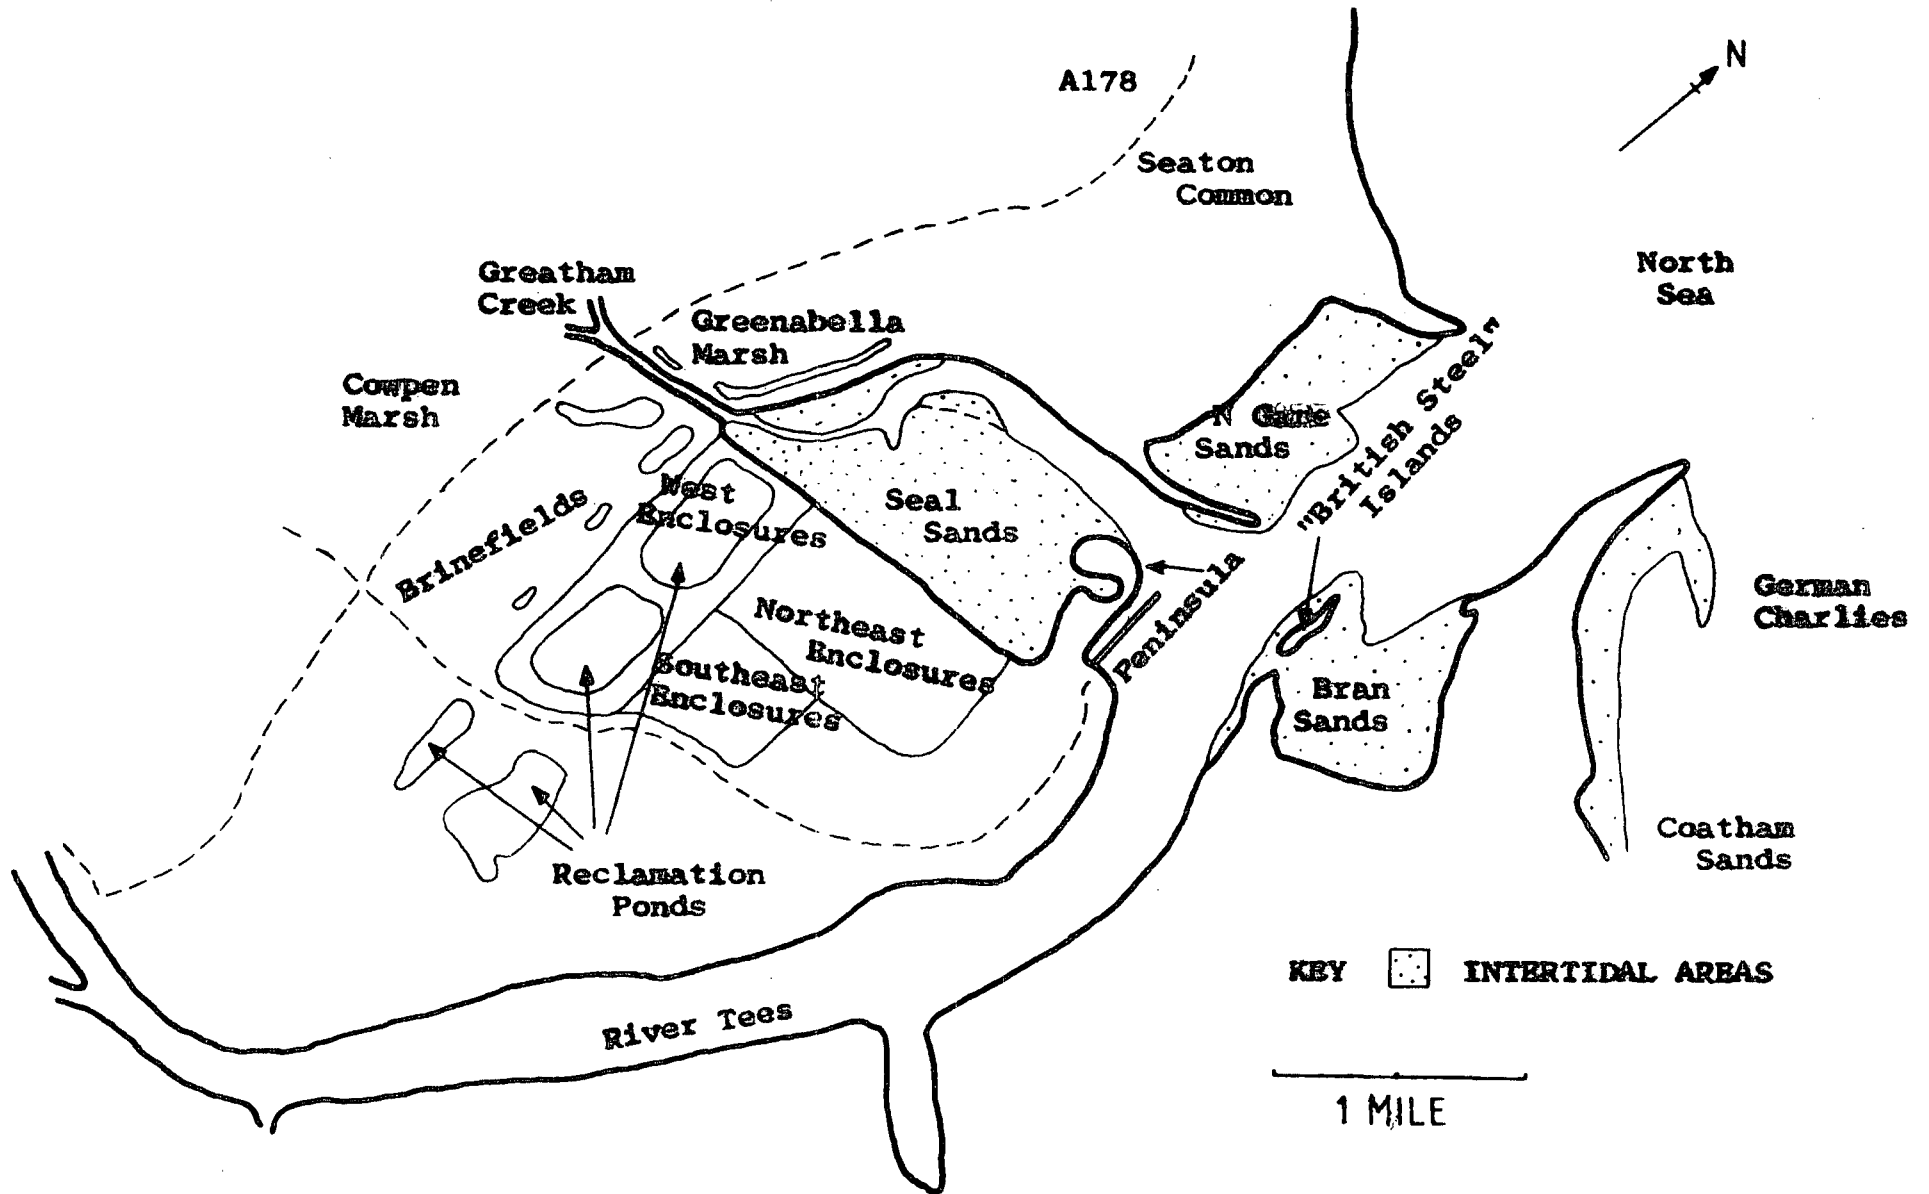 A178
N
Seaton
Common
North
Sea
Greatham
Creek
Greenabella
Marsh
Cowpen
Marsh
N Gare
Sands
"British Steel"
Islands
Brinefields
West
Enclosures
Seal
Sands
Peninsula
German
Charlies
Northeast
Enclosures
Southeast
Enclosures
Bran
Sands
Coatham
Sands
Reclamation
Ponds
KEY INTERTIDAL AREAS
River Tees
1 MILE